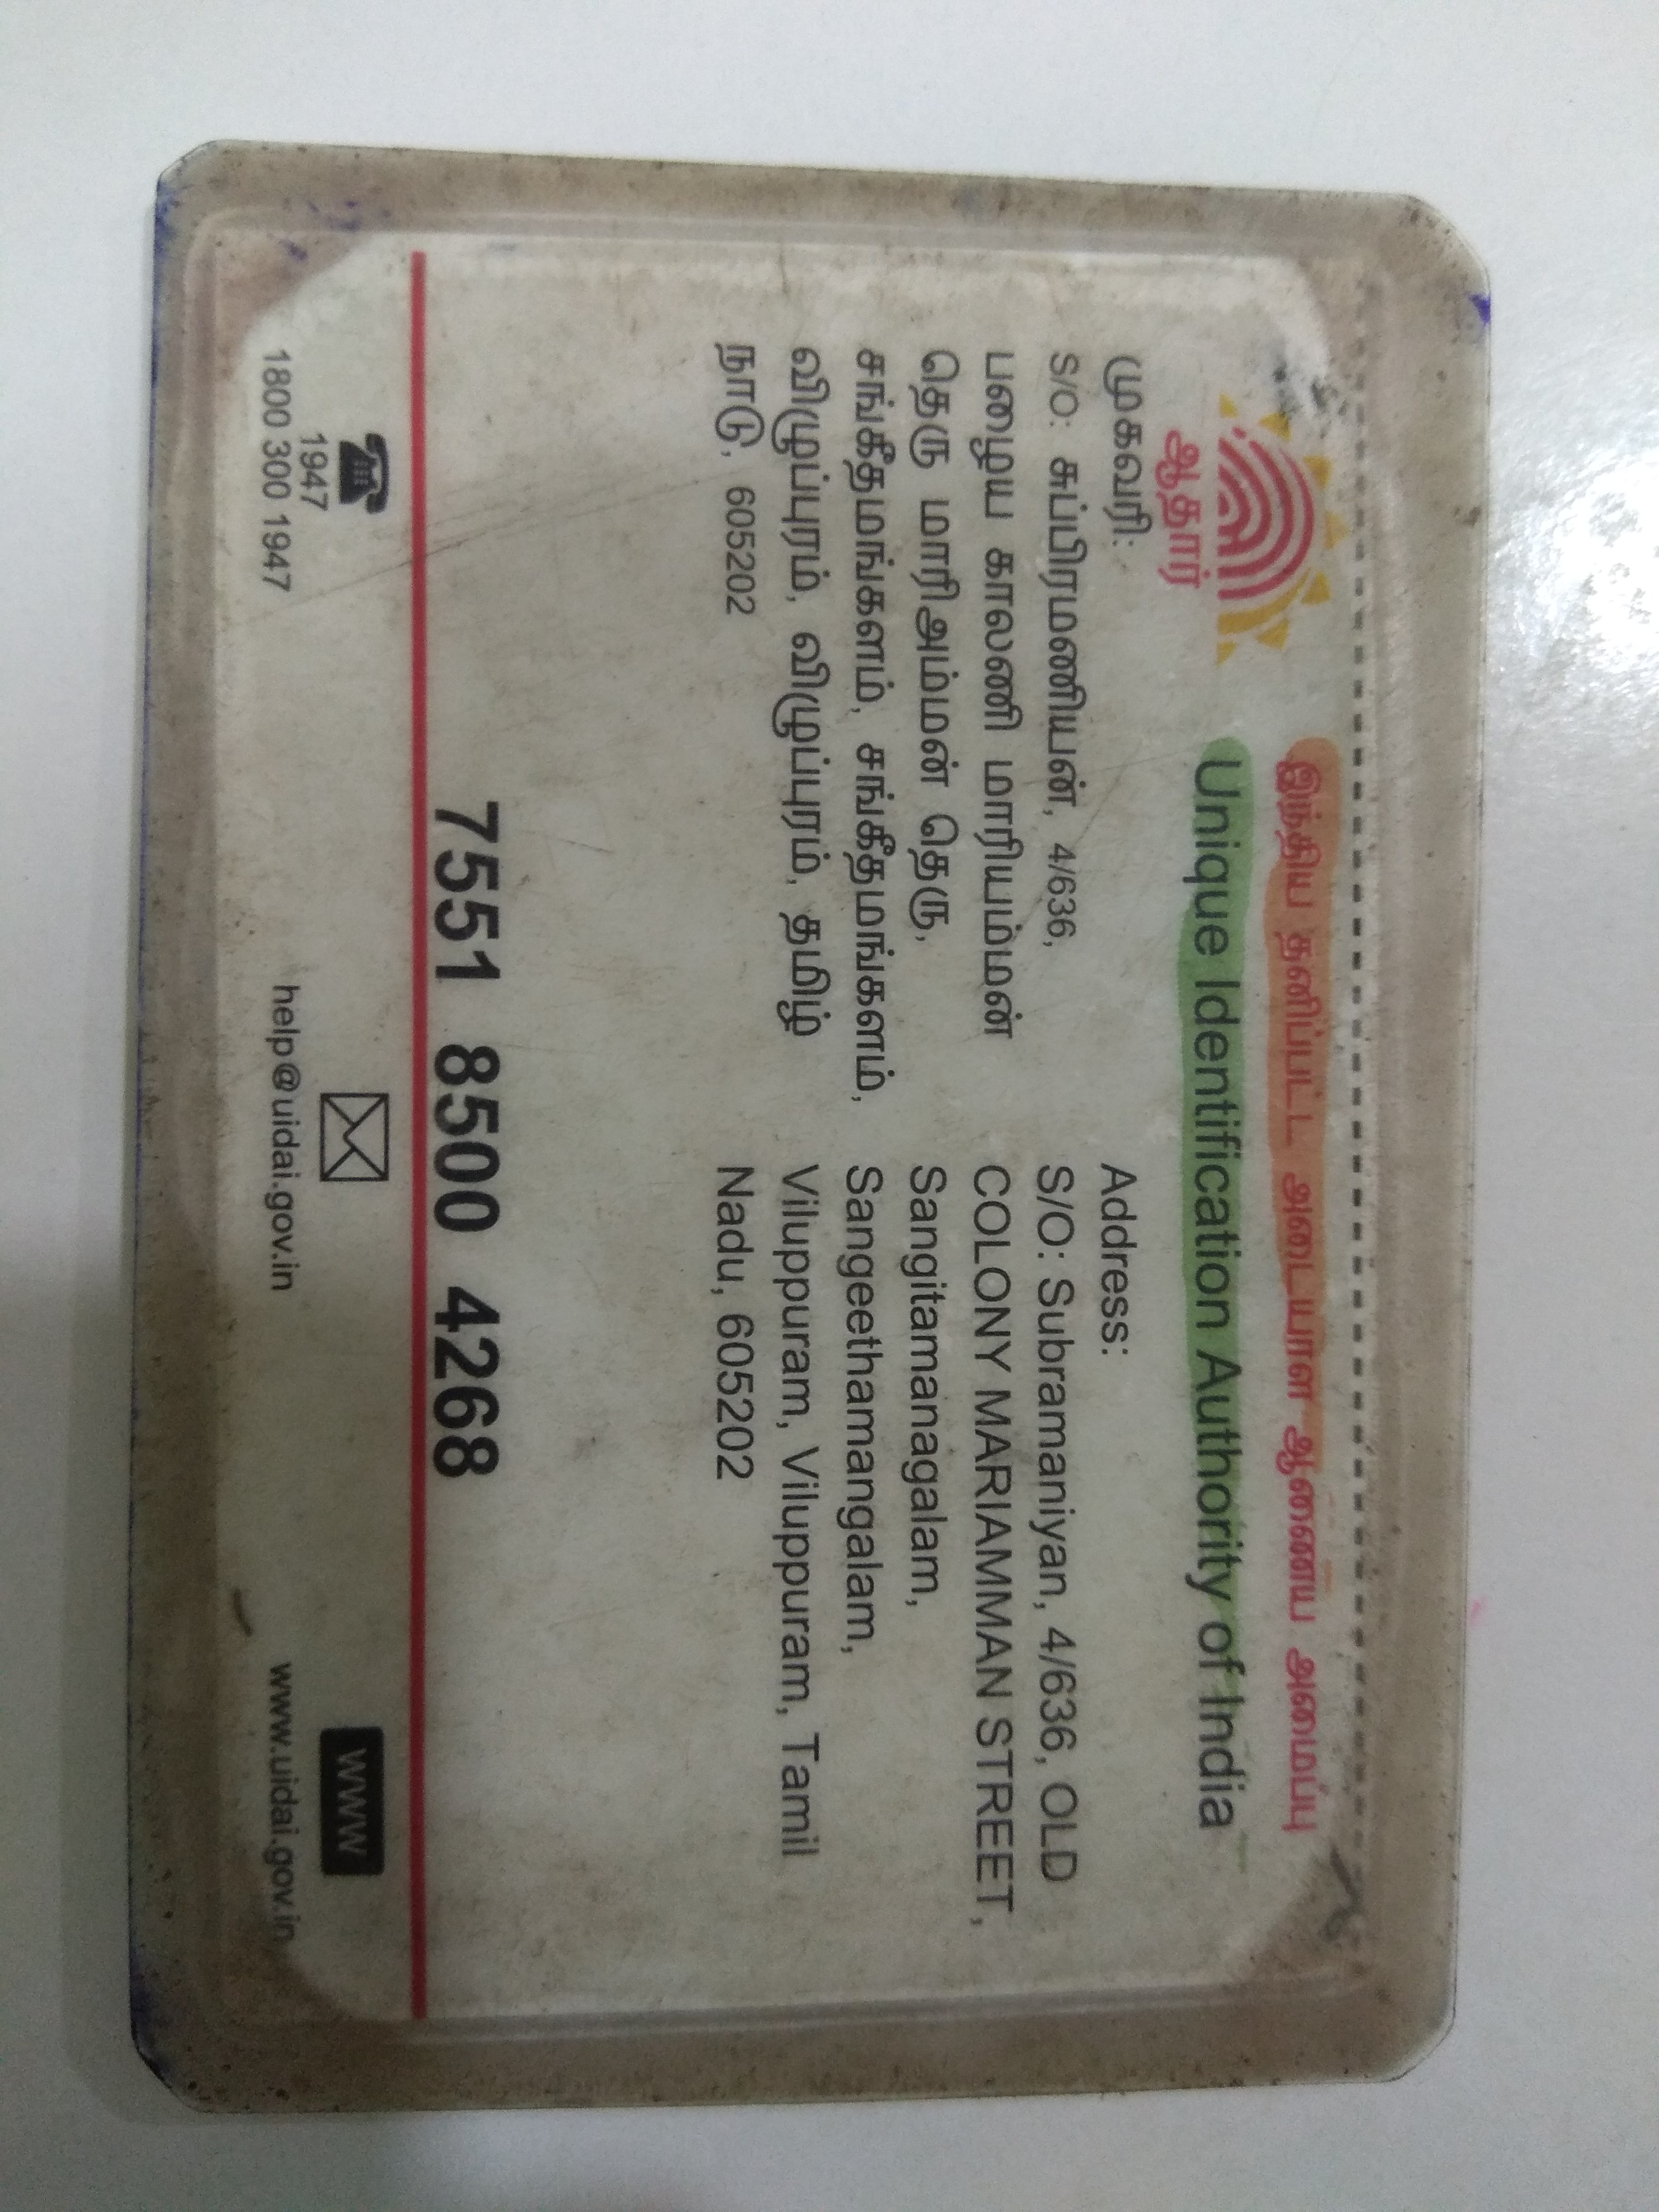 இந்திய தனிப்பட்ட அடையாள ஆணைய அமைப்பு
Unique Identification Authority of India
ஆதார்
முகவரி:
S/O: சுப்பிரமணியன், 4/636,
பழைய காலணி மாரியம்மன்
தெரு மாரிஅம்மன் தெரு,
சங்கீதமங்களம், சங்கீதமங்களம்,
விழுப்புரம், விழுப்புரம், தமிழ்
நாடு, 605202
Address:
S/O: Subramaniyan, 4/636, OLD
COLONY MARIAMMAN STREET,
Sangitamanagalam,
Sangeethamangalam,
Viluppuram, Viluppuram, Tamil
Nadu, 605202
7551 8500 4268
1947
1800 300 1947
help@uidai.gov.in
WWW
www.uidai.gov.in